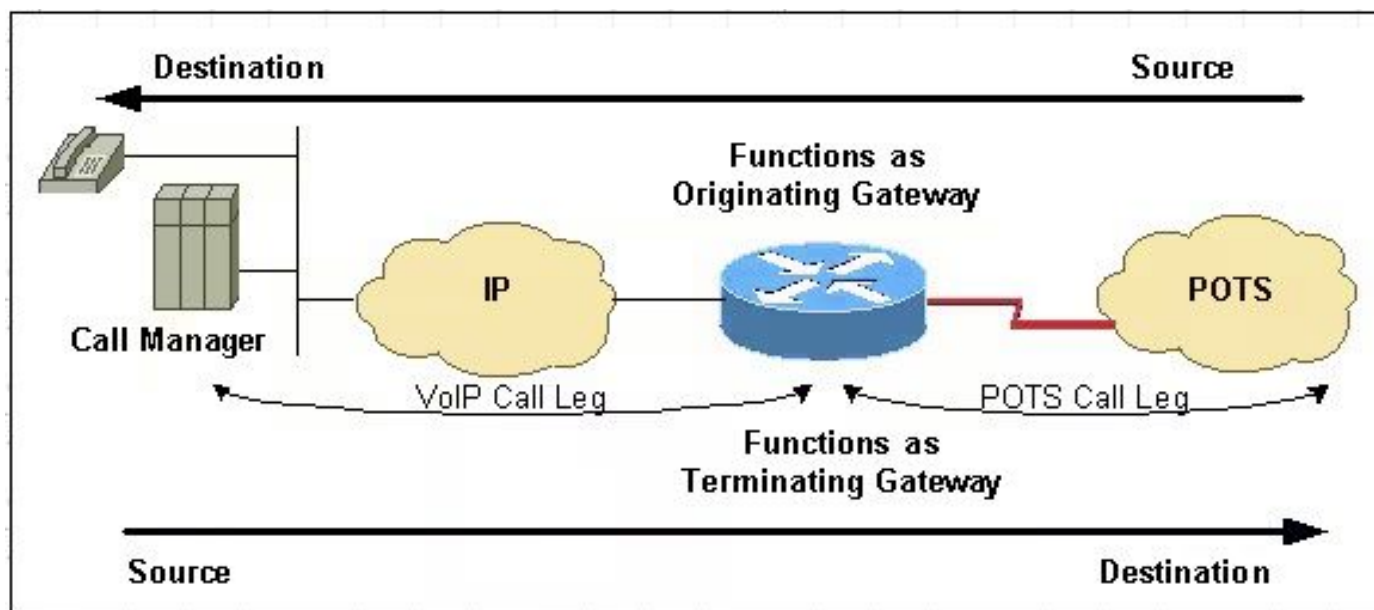 Destination
Source
Functions as
Originating Gateway
IP
POTS
Call Manager
VoIP Call Leg
POTS Call Leg
Functions as
Terminating Gateway
Source
Destination